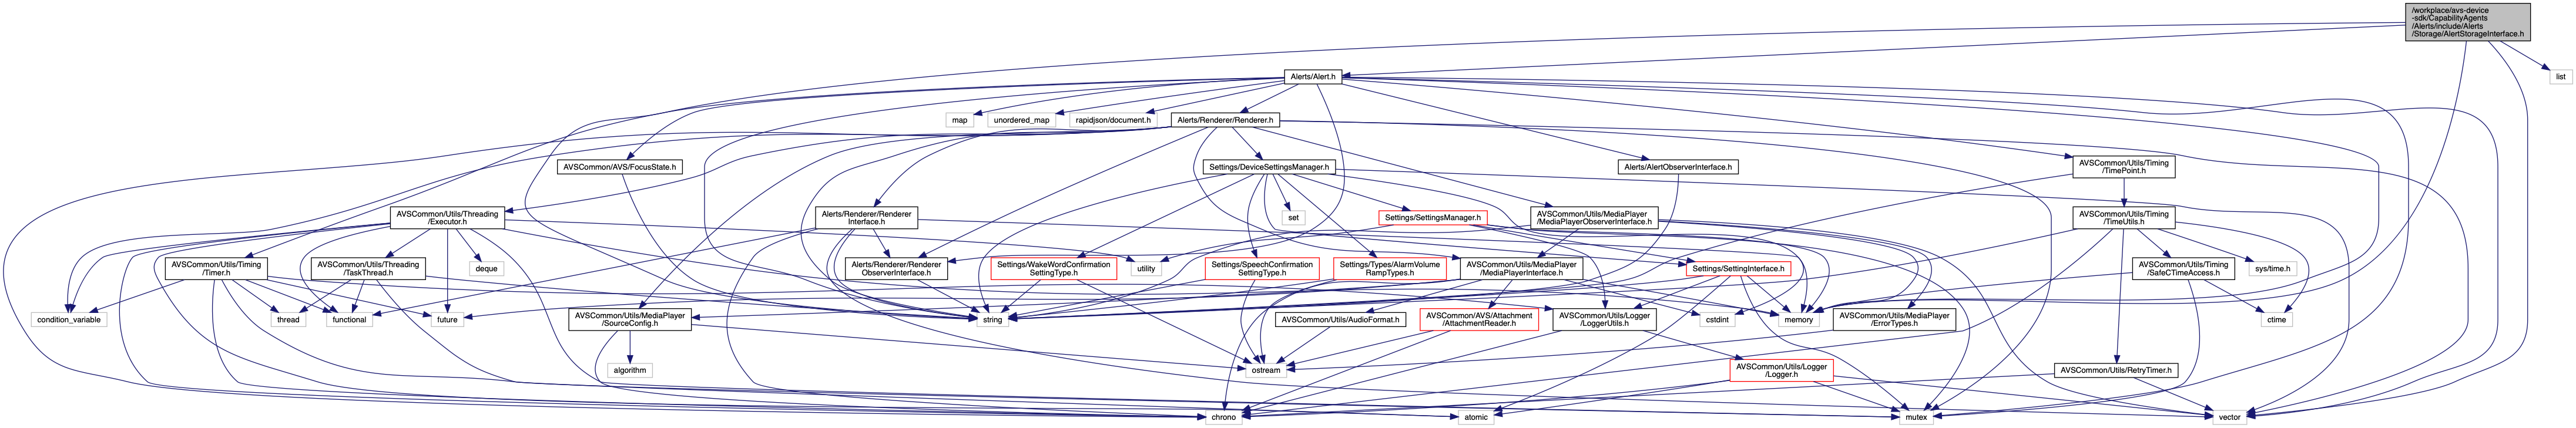 /workplace/avs-device
-sdk/CapabilityAgents
/Alerts/include/Alerts
/Storage/AlertStorageInterface.h
Alerts/Alert.h
list
map
unordered_map
rapidjson/document.h
Alerts/Renderer/Renderer.h
AVSCommon/AVS/FocusState.h
Settings/DeviceSettingsManager.h
Alerts/AlertObserverInterface.h
AVSCommon/Utils/Timing
/TimePoint.h
AVSCommon/Utils/Threading
/Executor.h
Alerts/Renderer/Renderer
Interface.h
set
Settings/SettingsManager.h
AVSCommon/Utils/MediaPlayer
/MediaPlayerObserverInterface.h
AVSCommon/Utils/Timing
/TimeUtils.h
AVSCommon/Utils/Timing
/Timer.h
AVSCommon/Utils/Threading
/TaskThread.h
deque
Alerts/Renderer/Renderer
ObserverInterface.h
Settings/WakeWordConfirmation
SettingType.h
utility
Settings/SpeechConfirmation
SettingType.h
Settings/Types/AlarmVolume
RampTypes.h
AVSCommon/Utils/MediaPlayer
/MediaPlayerInterface.h
Settings/SettingInterface.h
AVSCommon/Utils/Timing
/SafeCTimeAccess.h
sys/time.h
condition_variable
thread
functional
future
AVSCommon/Utils/MediaPlayer
/SourceConfig.h
string
AVSCommon/Utils/AudioFormat.h
AVSCommon/AVS/Attachment
/AttachmentReader.h
AVSCommon/Utils/Logger
/LoggerUtils.h
cstdint
memory
AVSCommon/Utils/MediaPlayer
/ErrorTypes.h
ctime
algorithm
ostream
AVSCommon/Utils/Logger
/Logger.h
AVSCommon/Utils/RetryTimer.h
chrono
atomic
mutex
vector